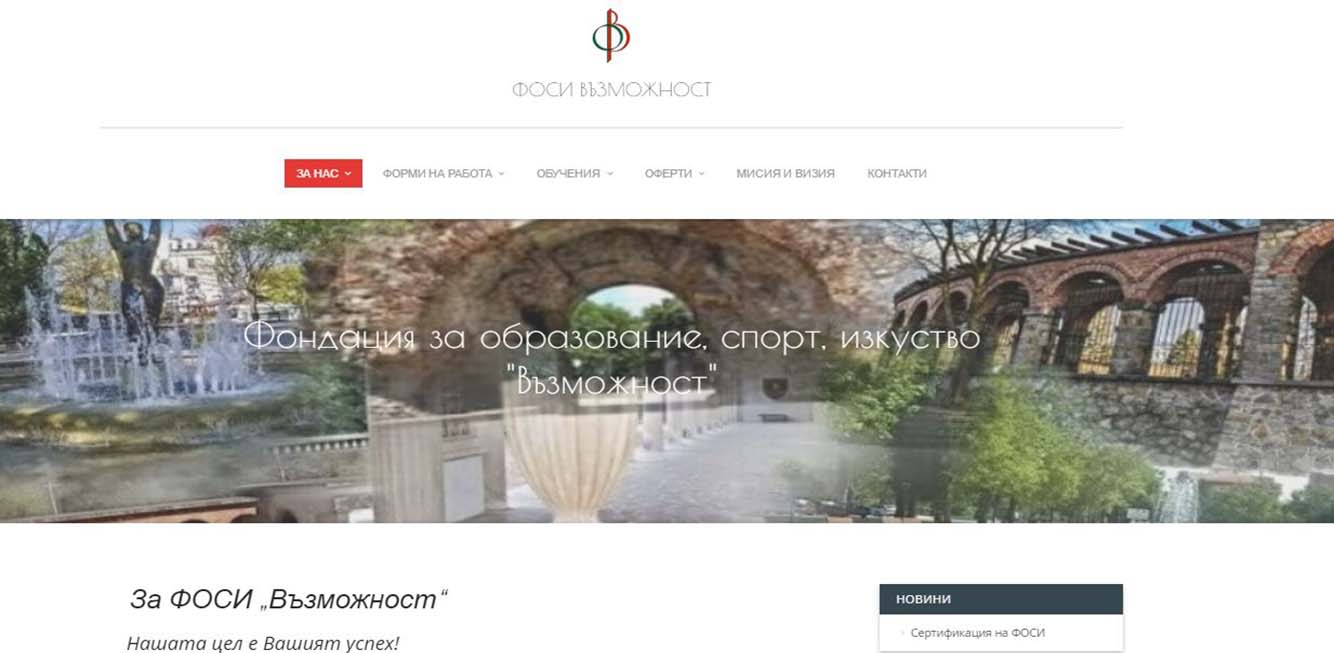 ФОСИ ВЪЗМОЖНОСТ
ЗА НАС
ФОРМИ НА РАБОТА
ОБУЧЕНИЯ
ОФЕРТИ
МИСИЯ И ВИЗИЯ
КОНТАКТИ
Фондация за образование, спорт, изкуство
"Възможност"
За ФОСИ „Възможност“
НОВИНИ
Сертификация на ФОСИ
Нашата цел е Вашият успех!